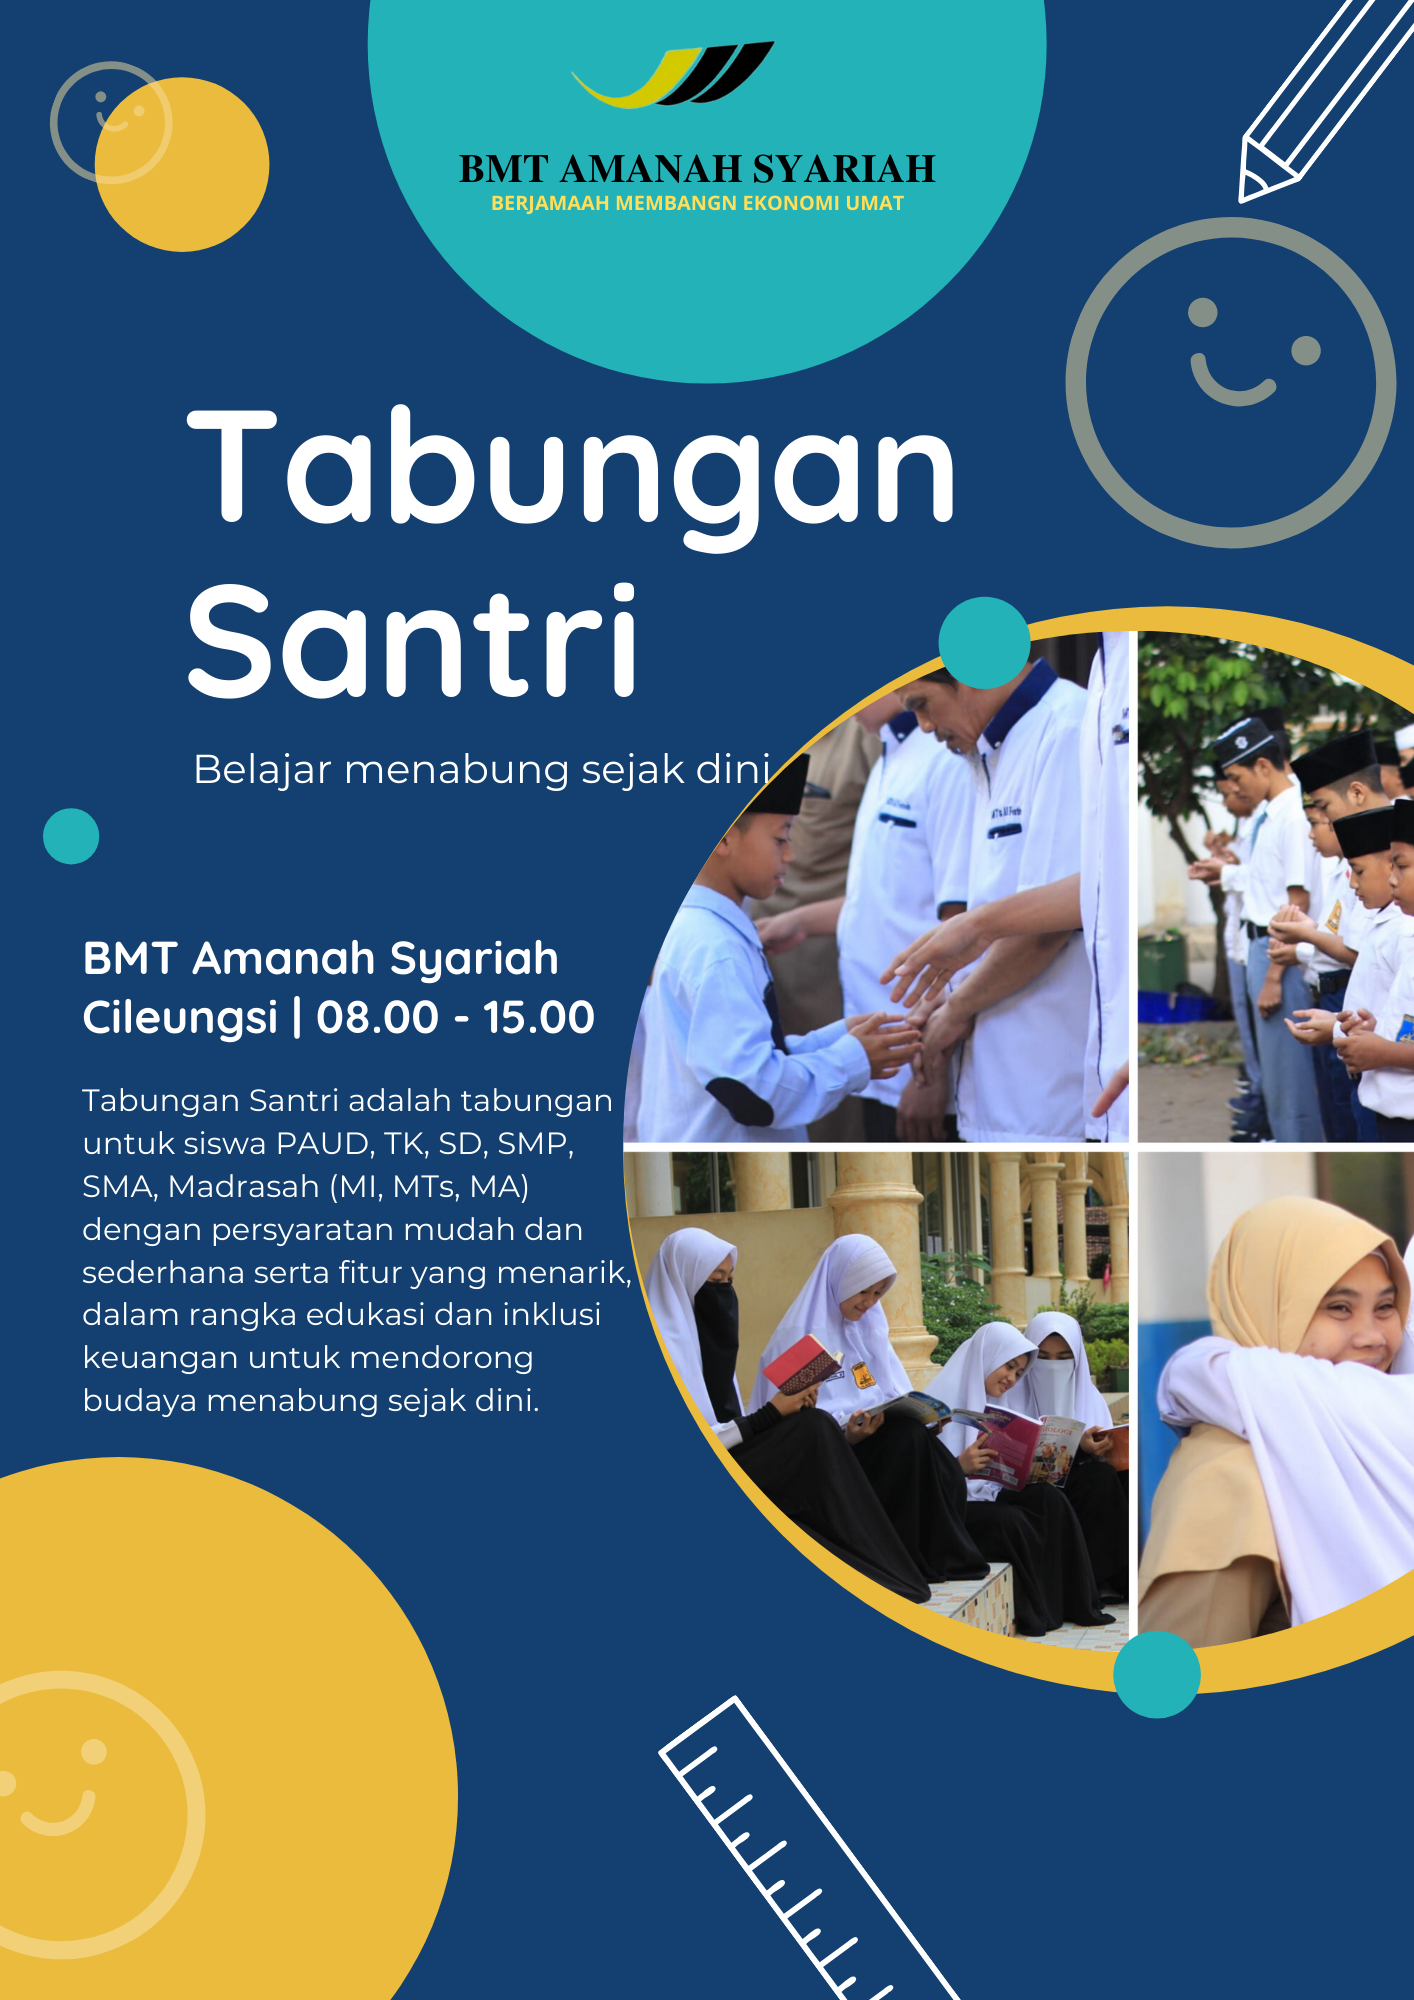 BMT AMANAH SYARIAH
BERJAMAAH MEMBANGN EKONOMI UMAT
Tabungan
Santri
Belajar menabung sejak dini
BMT Amanah Syariah
Cileungsi | 08.00 - 15.00
Tabungan Santri adalah tabungan
untuk siswa PAUD, TK, SD, SMP,
SMA, Madrasah (MI, MTs, MA)
dengan persyaratan mudah dan
sederhana serta fitur yang menarik,
dalam rangka edukasi dan inklusi
keuangan untuk mendorong
budaya menabung sejak dini.